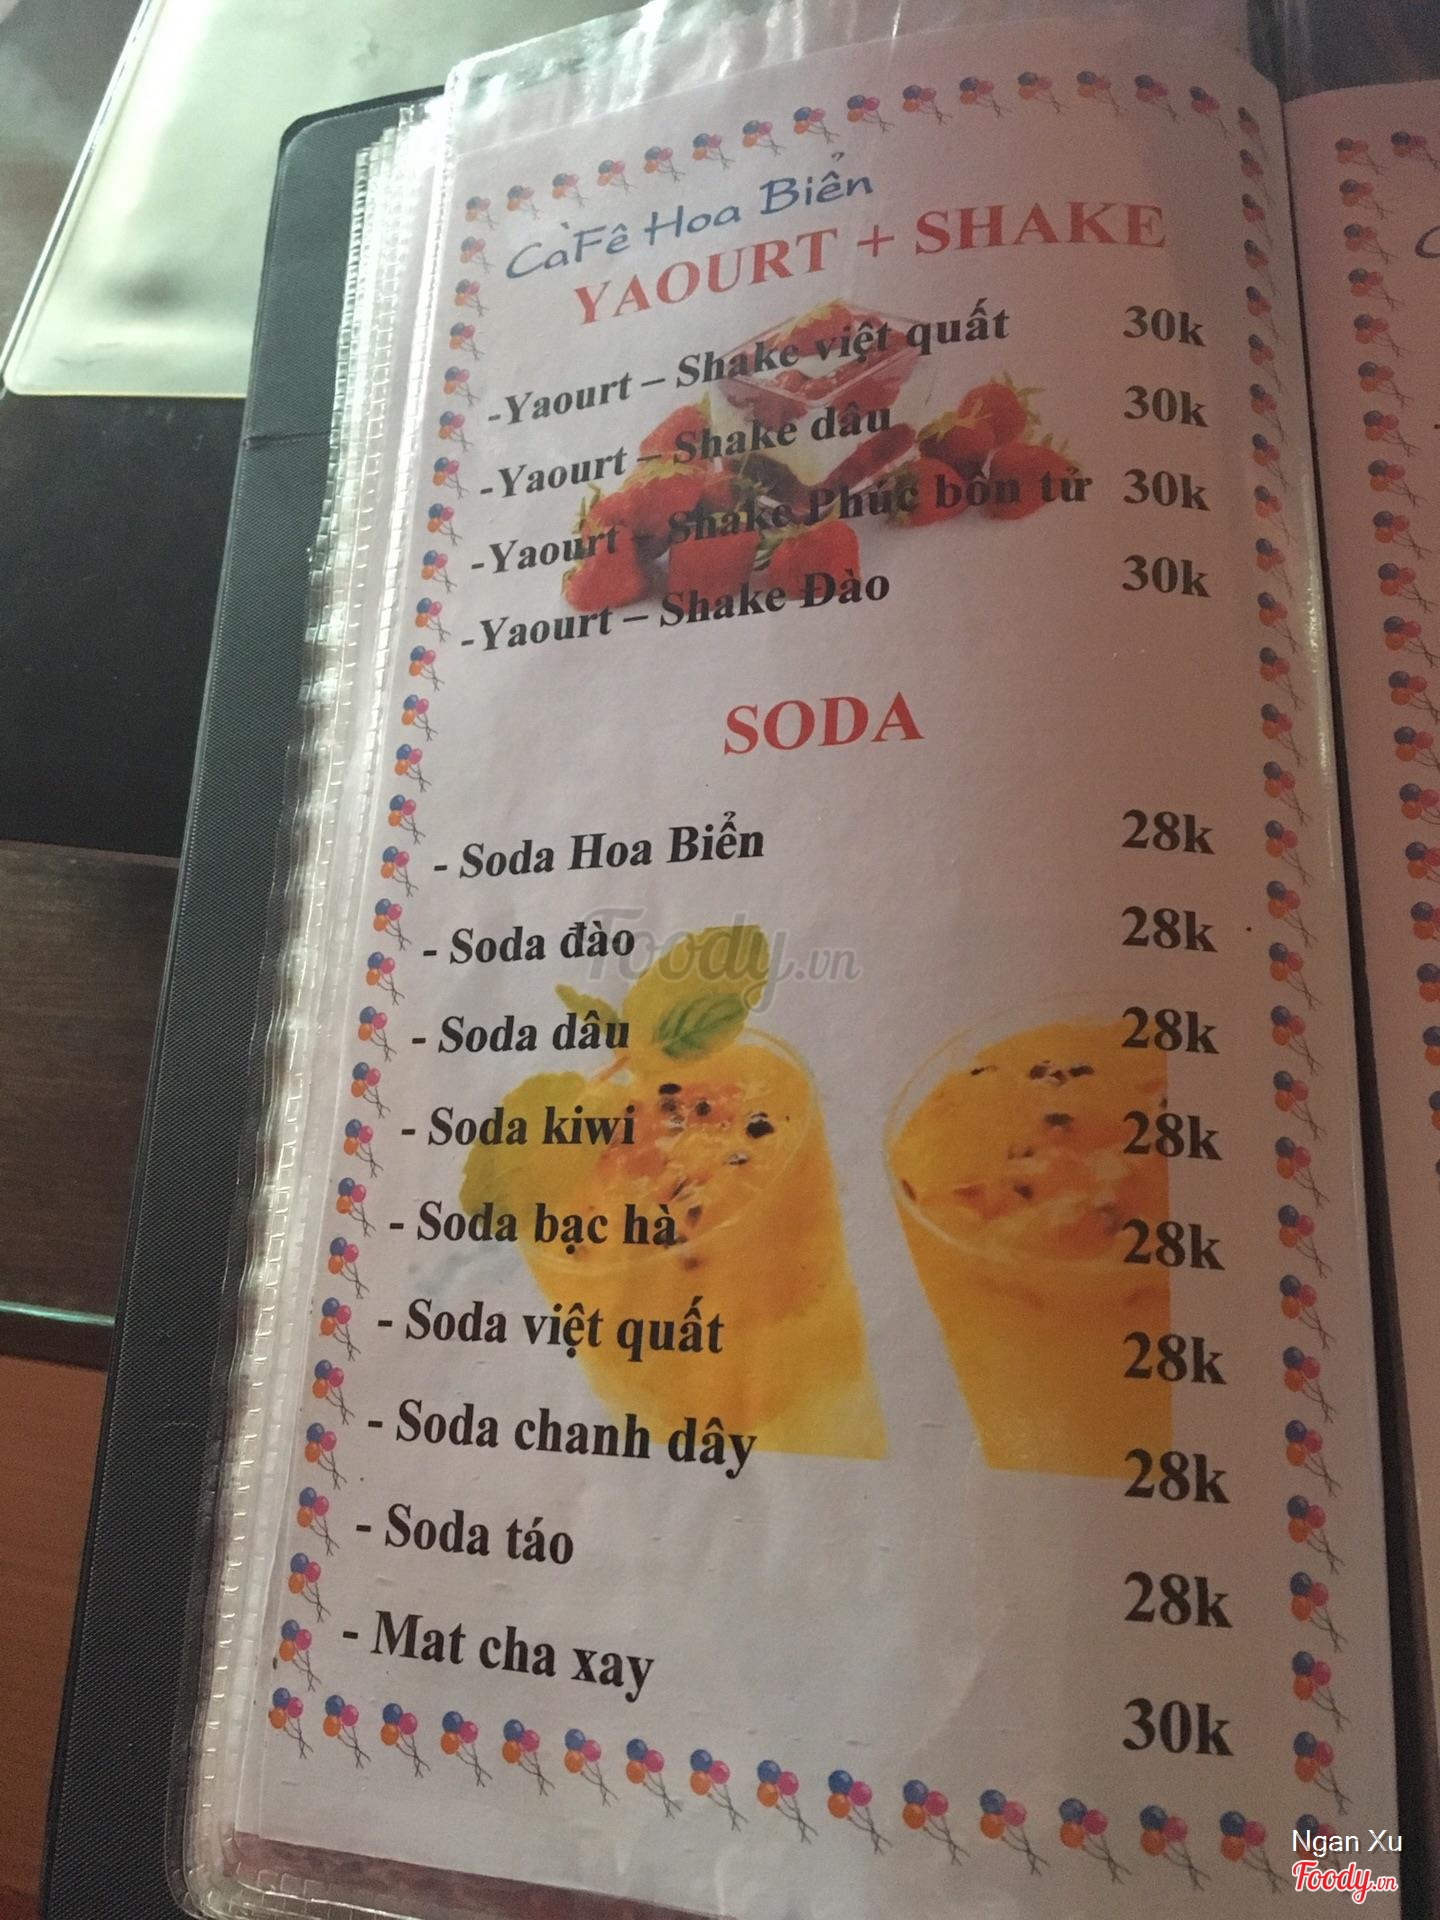 CàFê Hoa Biển
YAOURT + SHAKE
-Yaourt – Shake việt quất 30k
-Yaourt – Shake dâu 30k
-Yaourt – Shake Phúc bồn tử 30k
-Yaourt – Shake Đào 30k
SODA
- Soda Hoa Biển 28k
- Soda đào 28k
- Soda dâu 28k
- Soda kiwi 28k
- Soda bạc hà 28k
- Soda việt quất 28k
- Soda chanh dây 28k
- Soda táo 28k
- Mat cha xay 30k
Foody.vn
Ngan Xu
Foody.vn